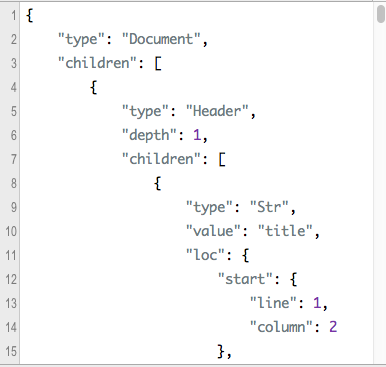 1 {
2     "type": "Document",
3     "children": [
4         {
5             "type": "Header",
6             "depth": 1,
7             "children": [
8                 {
9                     "type": "Str",
10                     "value": "title",
11                     "loc": {
12                         "start": {
13                             "line": 1,
14                             "column": 2
15                         },